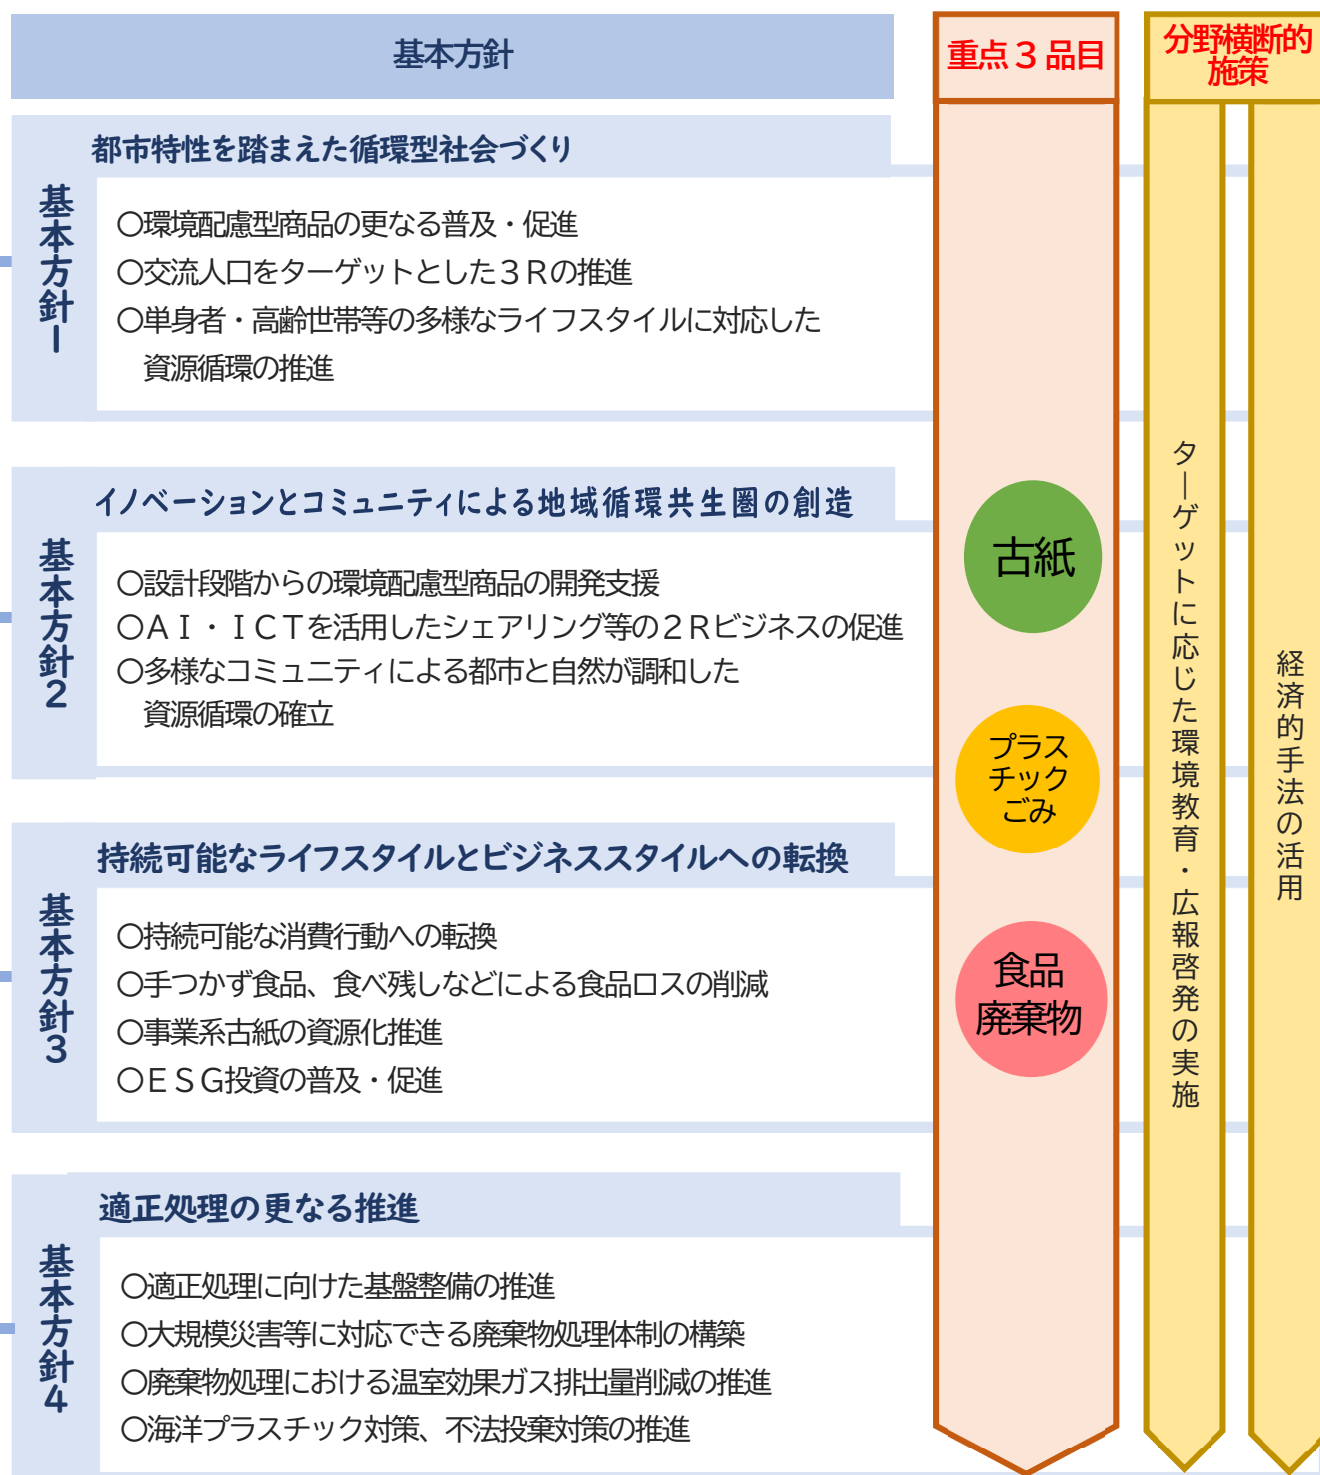 基本方針
重点３品目
分野横断的
施策
都市特性を踏まえた循環型社会づくり
基本方針1
○環境配慮型商品の更なる普及・促進
○交流人口をターゲットとした３Ｒの推進
○単身者・高齢世帯等の多様なライフスタイルに対応した
資源循環の推進
イノベーションとコミュニティによる地域循環共生圏の創造
基本方針2
○設計段階からの環境配慮型商品の開発支援
○ＡＩ・ＩＣＴを活用したシェアリング等の２Ｒビジネスの促進
○多様なコミュニティによる都市と自然が調和した
資源循環の確立
持続可能なライフスタイルとビジネススタイルへの転換
基本方針3
○持続可能な消費行動への転換
○手つかず食品、食べ残しなどによる食品ロスの削減
○事業系古紙の資源化推進
○ＥＳＧ投資の普及・促進
適正処理の更なる推進
基本方針4
○適正処理に向けた基盤整備の推進
○大規模災害等に対応できる廃棄物処理体制の構築
○廃棄物処理における温室効果ガス排出量削減の推進
○海洋プラスチック対策、不法投棄対策の推進
古紙
プラス
チック
ごみ
食品
廃棄物
ターゲットに応じた環境教育・広報啓発の実施
経済的手法の活用